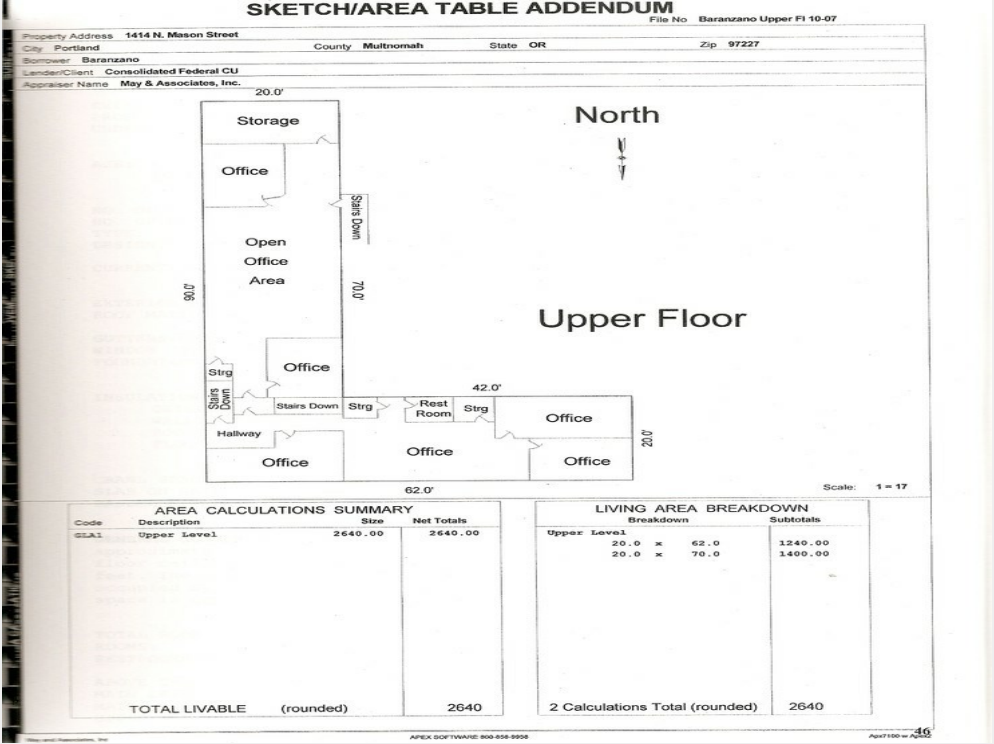 SKETCH/AREA TABLE ADDENDUM
File No Baranzano Upper Fl 10-07
Property Address 1414 N. Mason Street
City Portland County Multnomah State OR Zip 97227
Borrower Baranzano
Lender/Client Consolidated Federal CU
Appraiser Name May & Associates, Inc.
20.0'
North
Storage
Office
Stairs Down
Open
Office
Area
90.0'
70.0'
Upper Floor
Office
Strg
Stairs Down
42.0'
Stairs Down
Strg
Rest
Room
Strg
Office
Hallway
20.0'
Office
Office
Office
62.0'
Scale: 1 = 17
AREA CALCULATIONS SUMMARY
Code Description Size Net Totals
GLA1 Upper Level 2640.00 2640.00
TOTAL LIVABLE (rounded) 2640
LIVING AREA BREAKDOWN
Breakdown Subtotals
Upper Level
20.0 x 62.0 1240.00
20.0 x 70.0 1400.00
2 Calculations Total (rounded) 2640
46
May and Associates, Inc
APEX SOFTWARE 800-858-9958